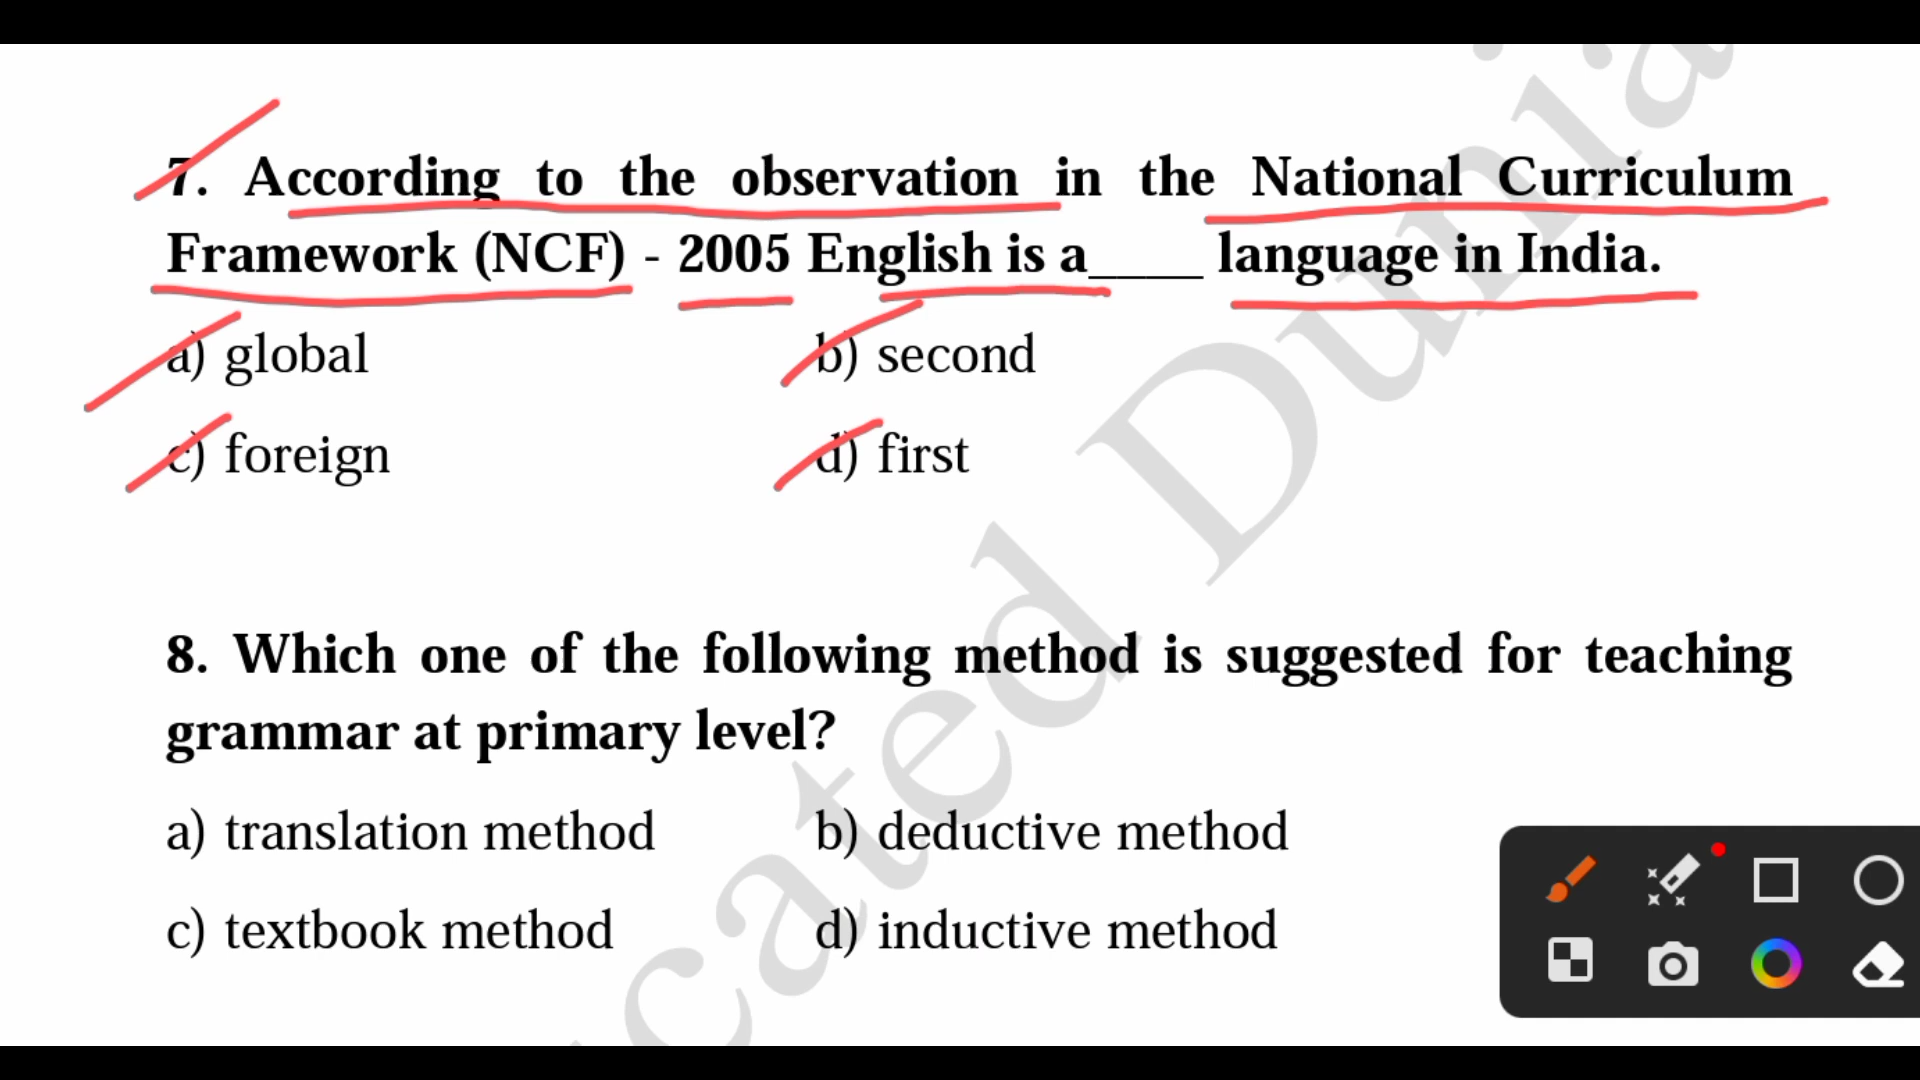 7. According to the observation in the National Curriculum
Framework (NCF) - 2005 English is a____ language in India.
a) global b) second
c) foreign d) first
8. Which one of the following method is suggested for teaching
grammar at primary level?
a) translation method b) deductive method
c) textbook method d) inductive method
cated Dunia